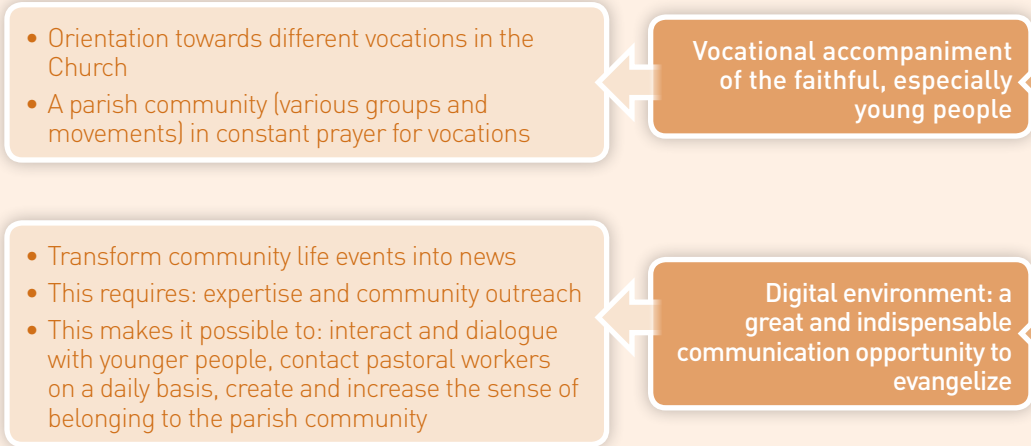 • Orientation towards different vocations in the
Church
• A parish community (various groups and
movements) in constant prayer for vocations
Vocational accompaniment
of the faithful, especially
young people
• Transform community life events into news
• This requires: expertise and community outreach
• This makes it possible to: interact and dialogue
with younger people, contact pastoral workers
on a daily basis, create and increase the sense of
belonging to the parish community
Digital environment: a
great and indispensable
communication opportunity to
evangelize